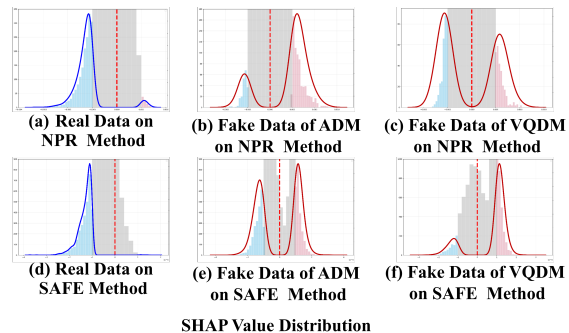 (a) Real Data on
NPR Method
(b) Fake Data of ADM
on NPR Method
(c) Fake Data of VQDM
on NPR Method
(d) Real Data on
SAFE Method
(e) Fake Data of ADM
on SAFE Method
(f) Fake Data of VQDM
on SAFE Method
SHAP Value Distribution